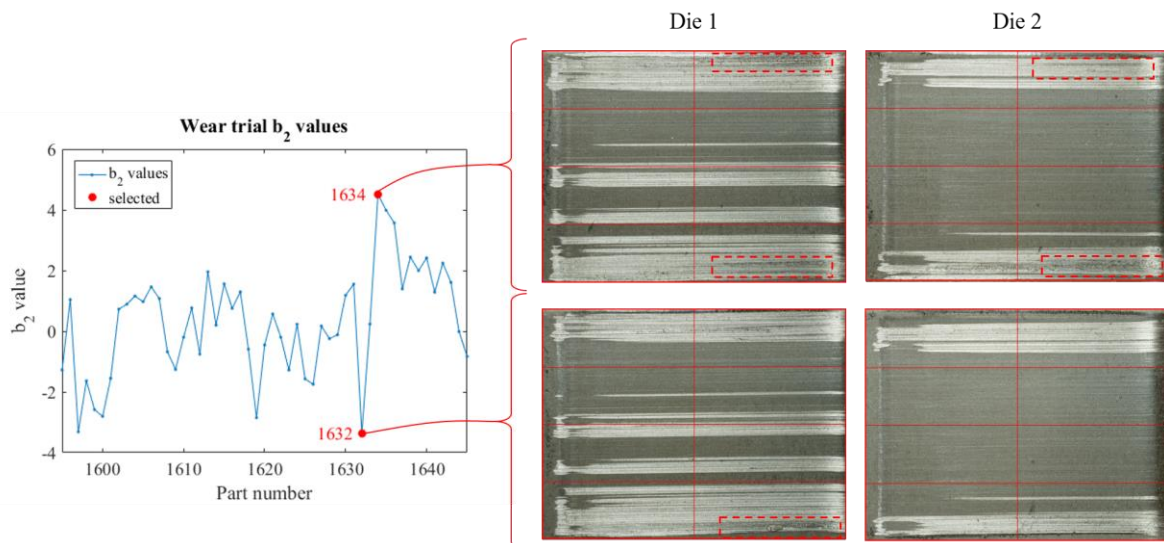 Die 1
Die 2
Wear trial b₂ values
b₂ value
6
4
2
0
-2
-4
b₂ values
selected
1634
1632
1600
1610
1620
1630
1640
Part number